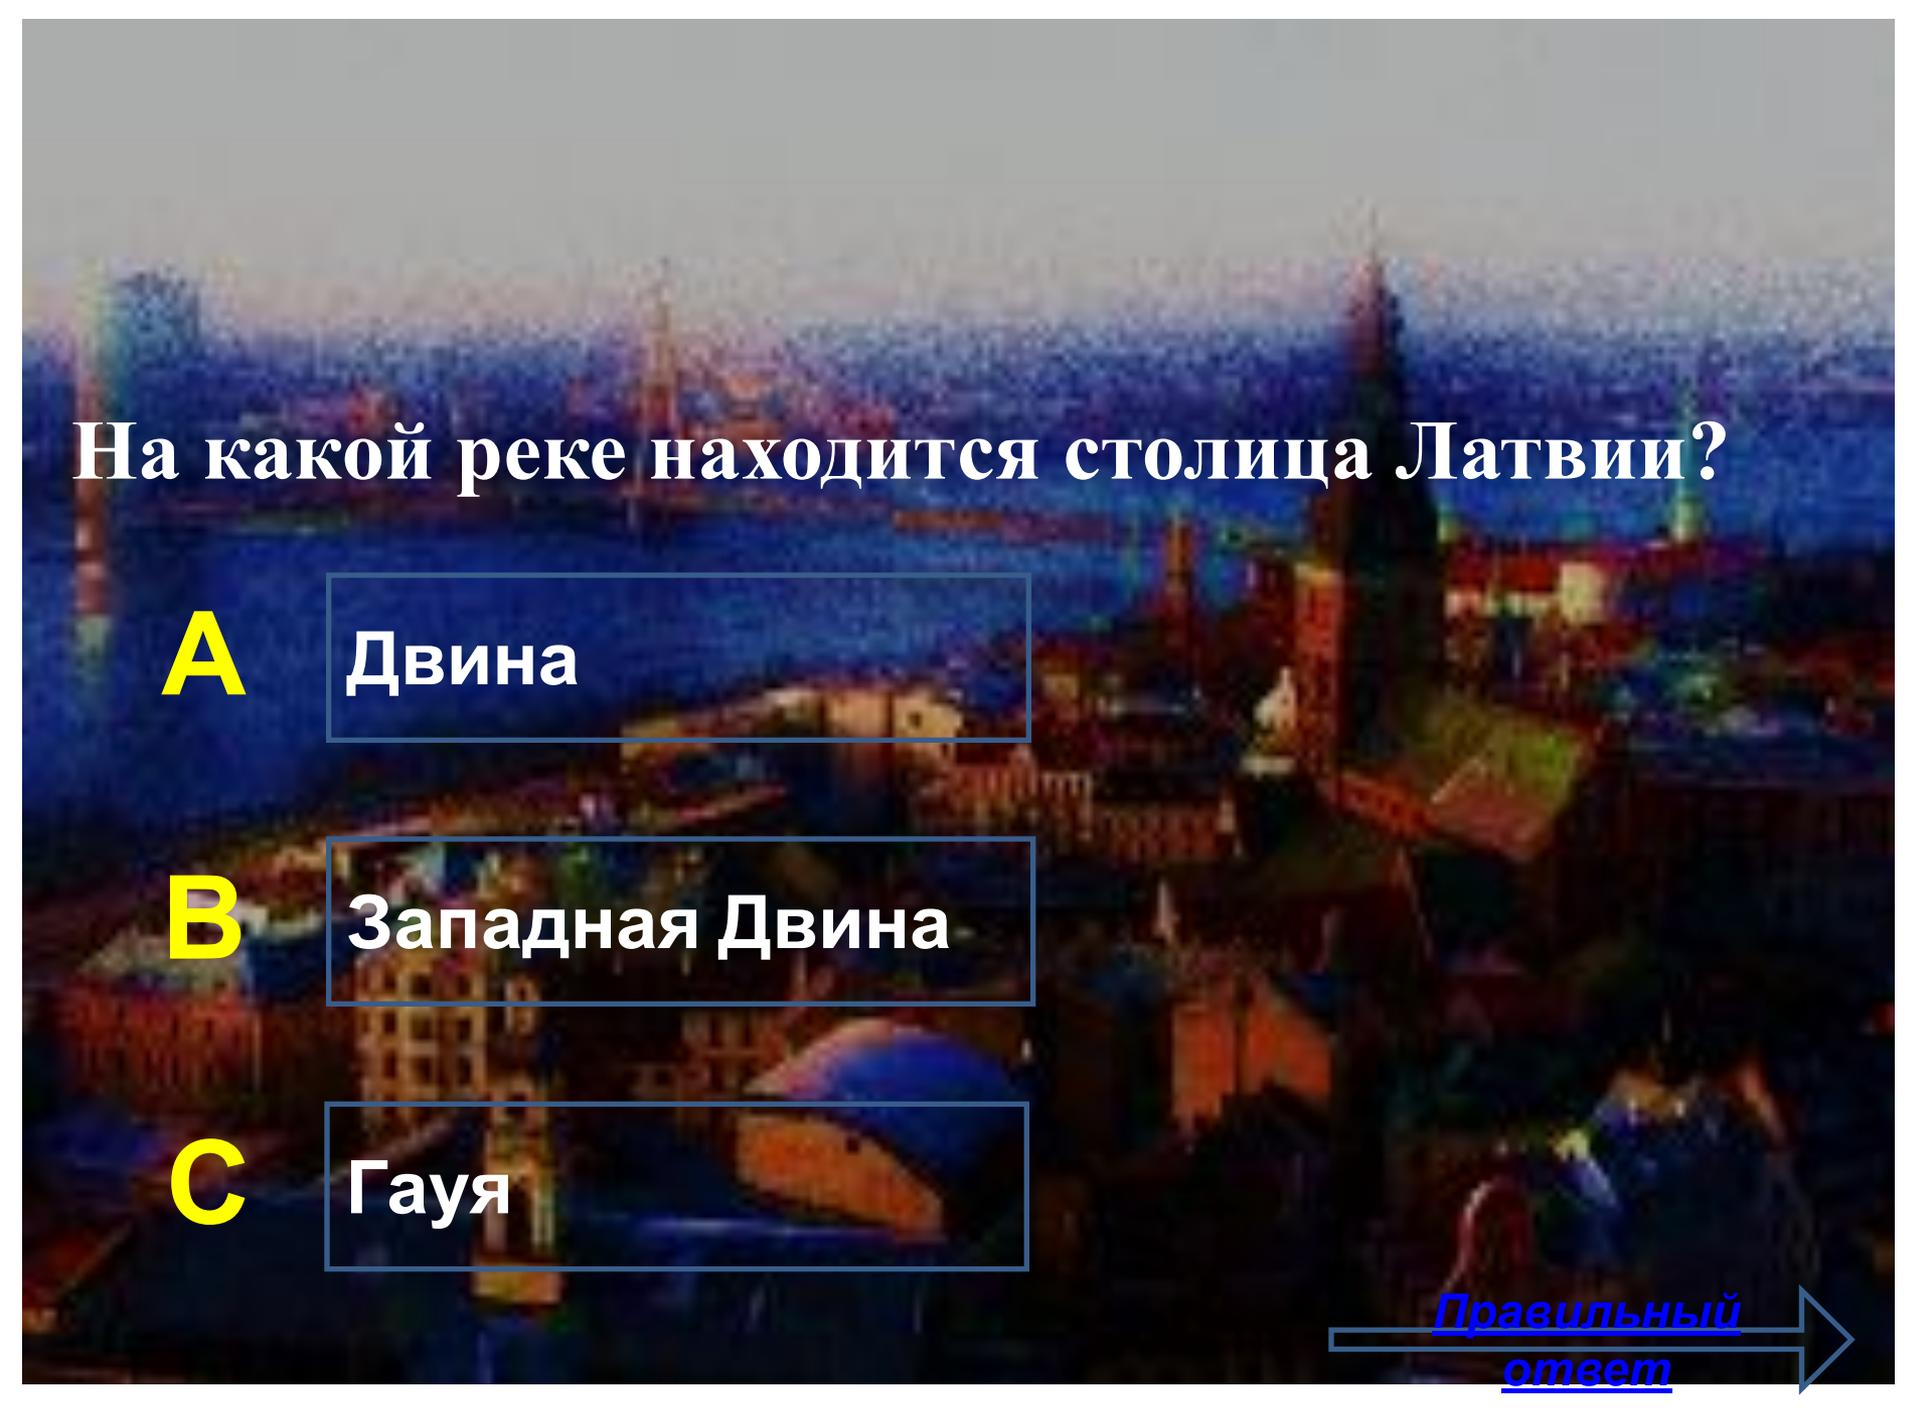 На какой реке находится столица Латвии?
A
Двина
B
Западная Двина
C
Гауя
Правильный
ответ